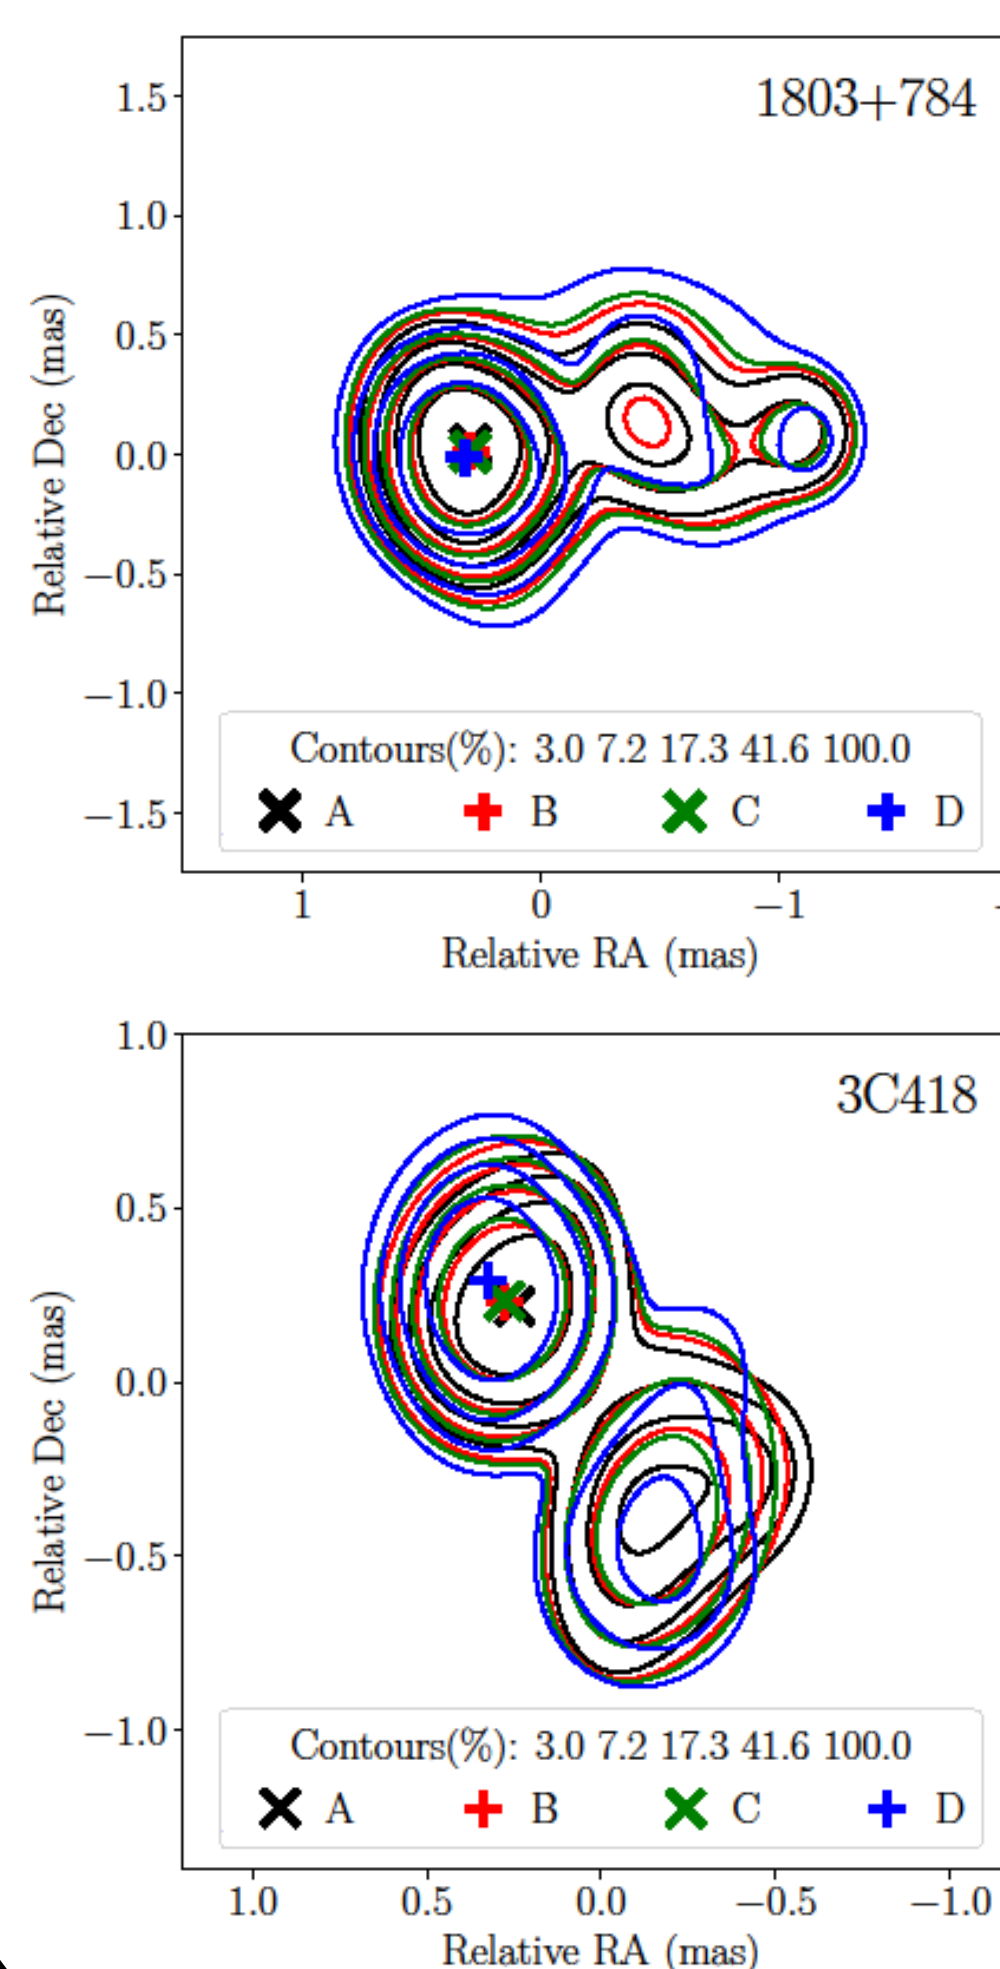 1803+784
1.5
1.0
0.5
0.0
−0.5
−1.0
−1.5
Relative Dec (mas)
Contours(%): 3.0 7.2 17.3 41.6 100.0
A B C D
1 0 −1
Relative RA (mas)
3C418
1.0
0.5
0.0
−0.5
−1.0
Relative Dec (mas)
Contours(%): 3.0 7.2 17.3 41.6 100.0
A B C D
1.0 0.5 0.0 −0.5 −1.0
Relative RA (mas)